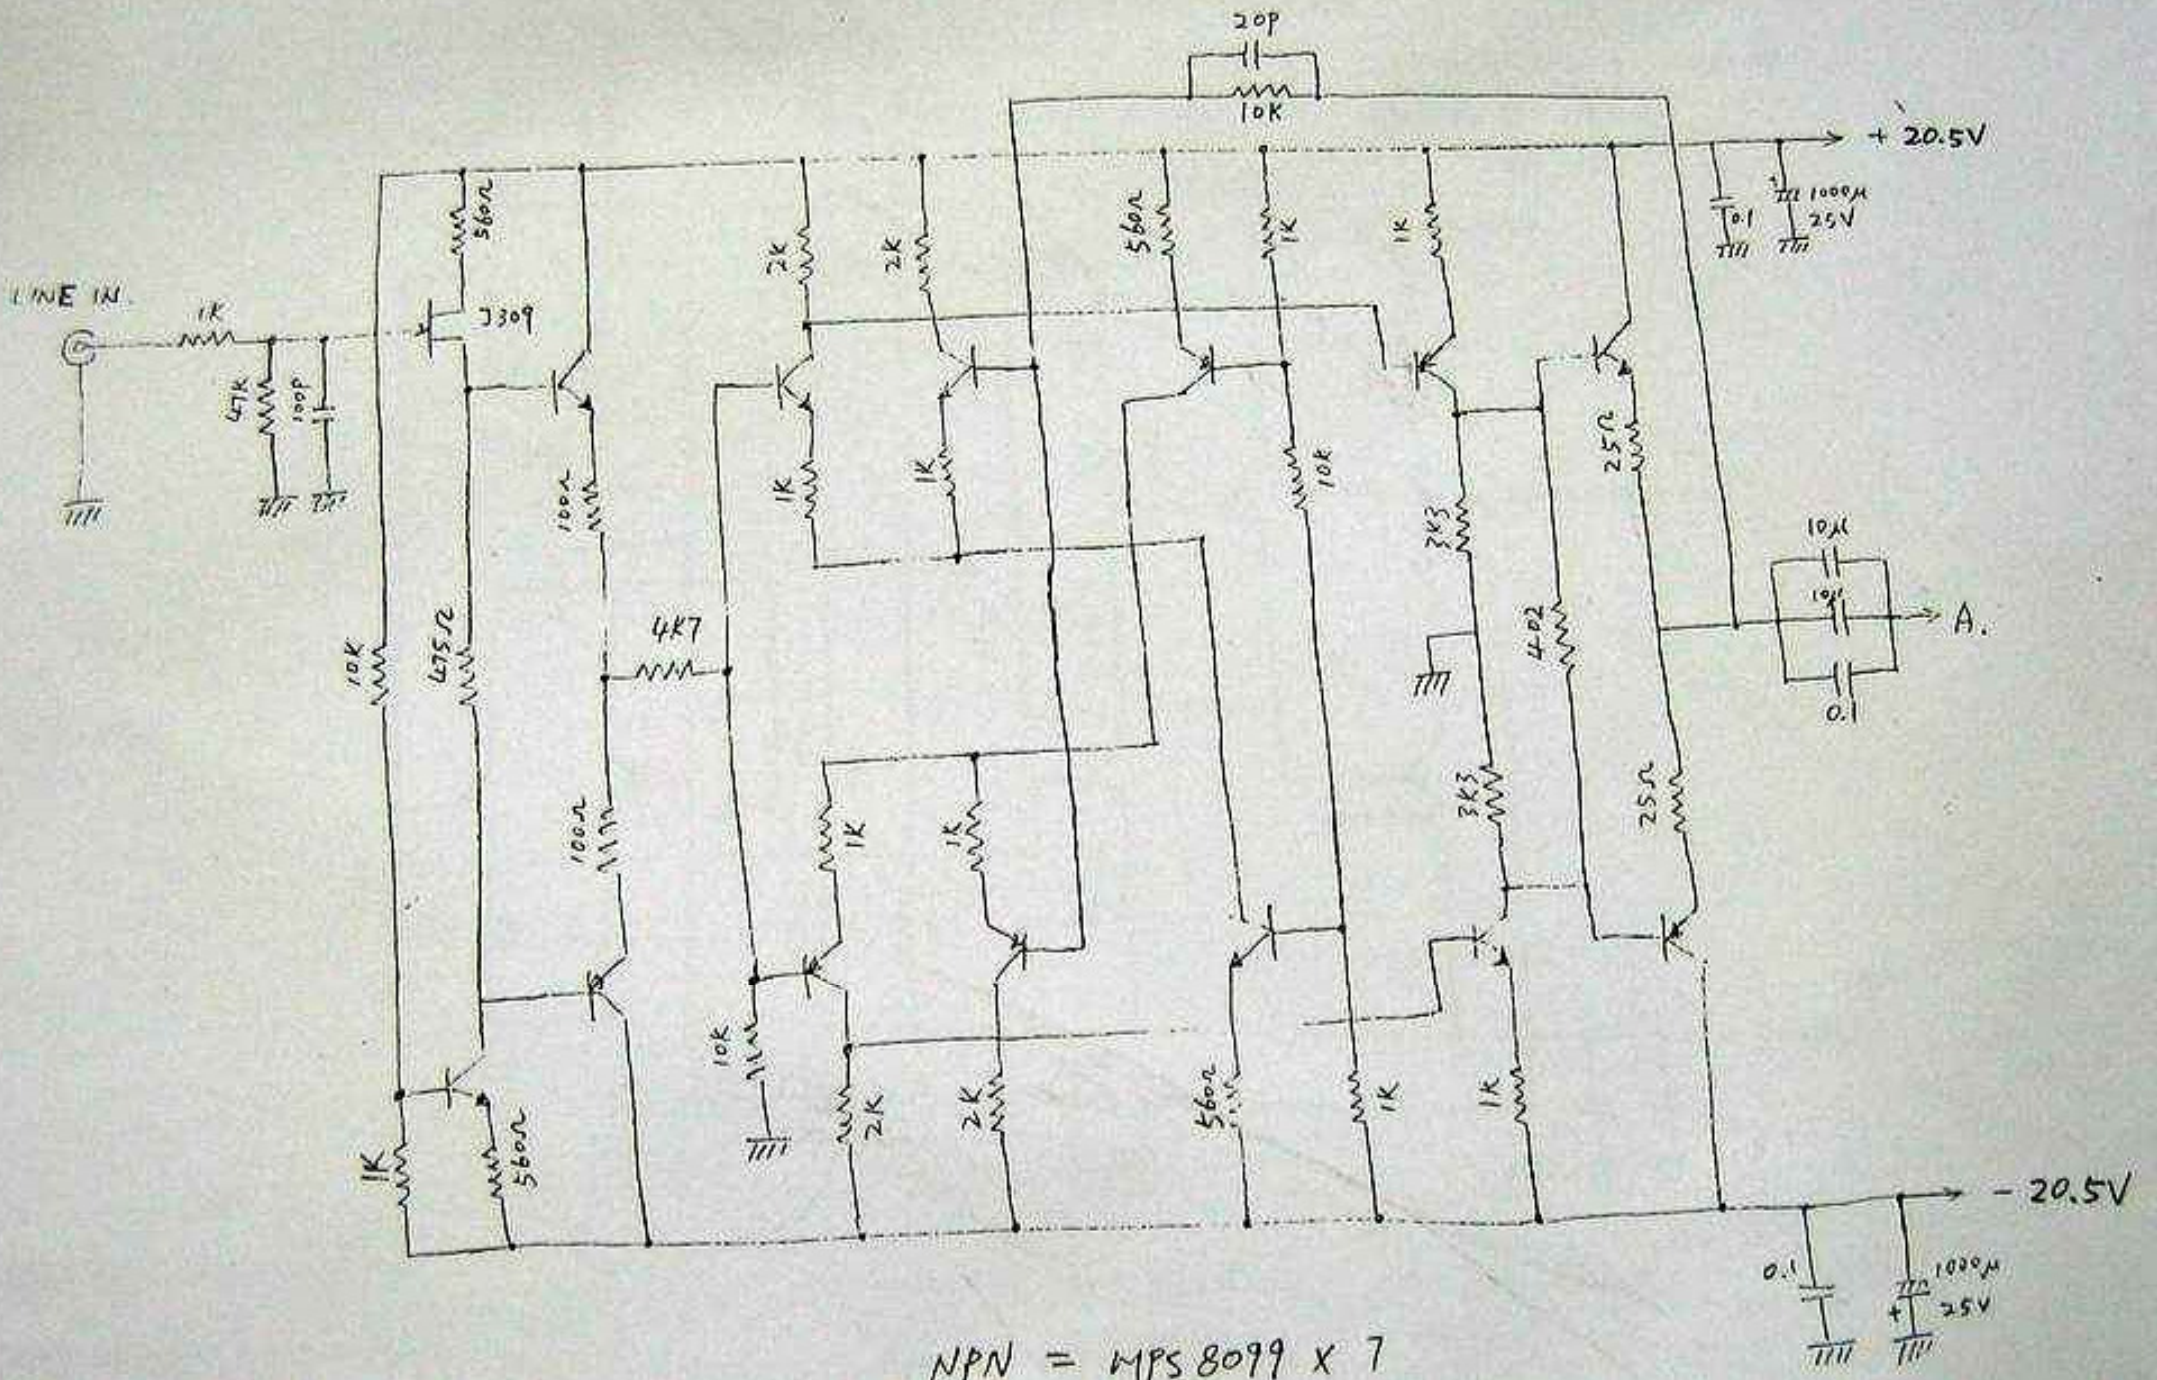 20P
10K
+ 20.5V
560Ω
2K
2K
560Ω
1K
1K
0.1
1000µ
25V
LINE IN.
1K
J309
47K
100P
100Ω
1K
1K
10K
3K3
25Ω
10µ
10µ
0.1
A.
10K
475Ω
4K7
402
100Ω
1K
1K
3K3
25Ω
10K
2K
2K
560Ω
1K
1K
1K
560Ω
- 20.5V
0.1
1000µ
+ 25V
NPN = MPS 8099 X 7